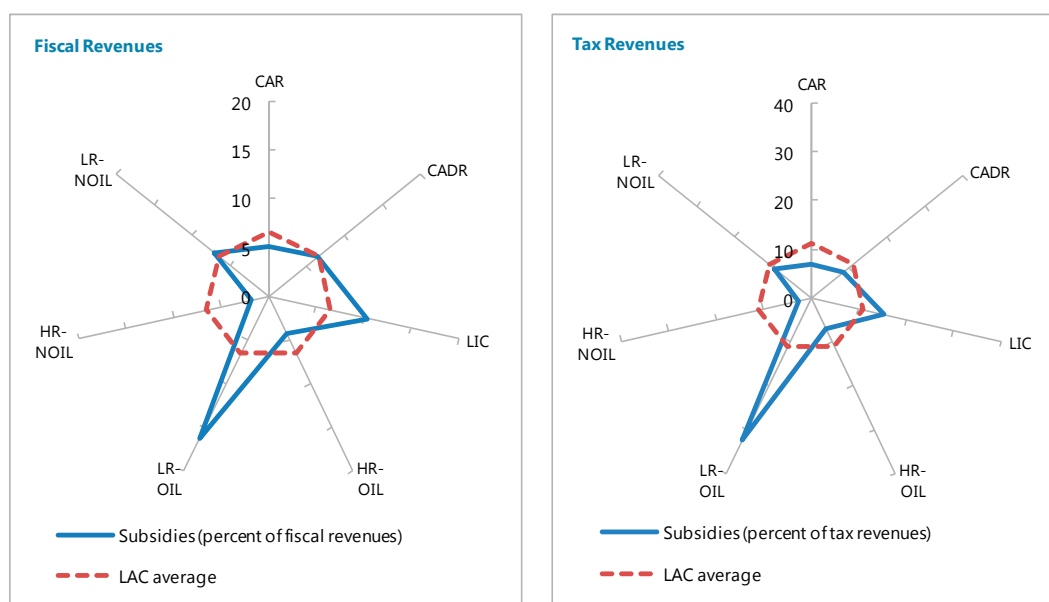 Fiscal Revenues
CAR
20
15
10
5
0
CADR
LIC
HR-
OIL
LR-
OIL
HR-
NOIL
LR-
NOIL
Subsidies (percent of fiscal revenues)
LAC average
Tax Revenues
CAR
40
30
20
10
0
CADR
LIC
HR-
OIL
LR-
OIL
HR-
NOIL
LR-
NOIL
Subsidies (percent of tax revenues)
LAC average